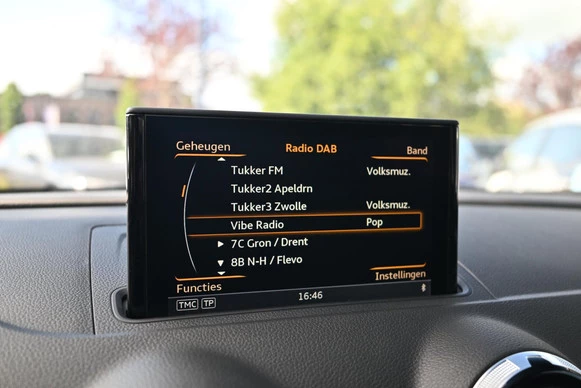 Geheugen Radio DAB Band
Tukker FM Volksmuz.
Tukker2 Apeldrn
Tukker3 Zwolle Volksmuz.
Vibe Radio Pop
7C Gron / Drent
8B N-H / Flevo
Functies Instellingen
TMC TP 16:46